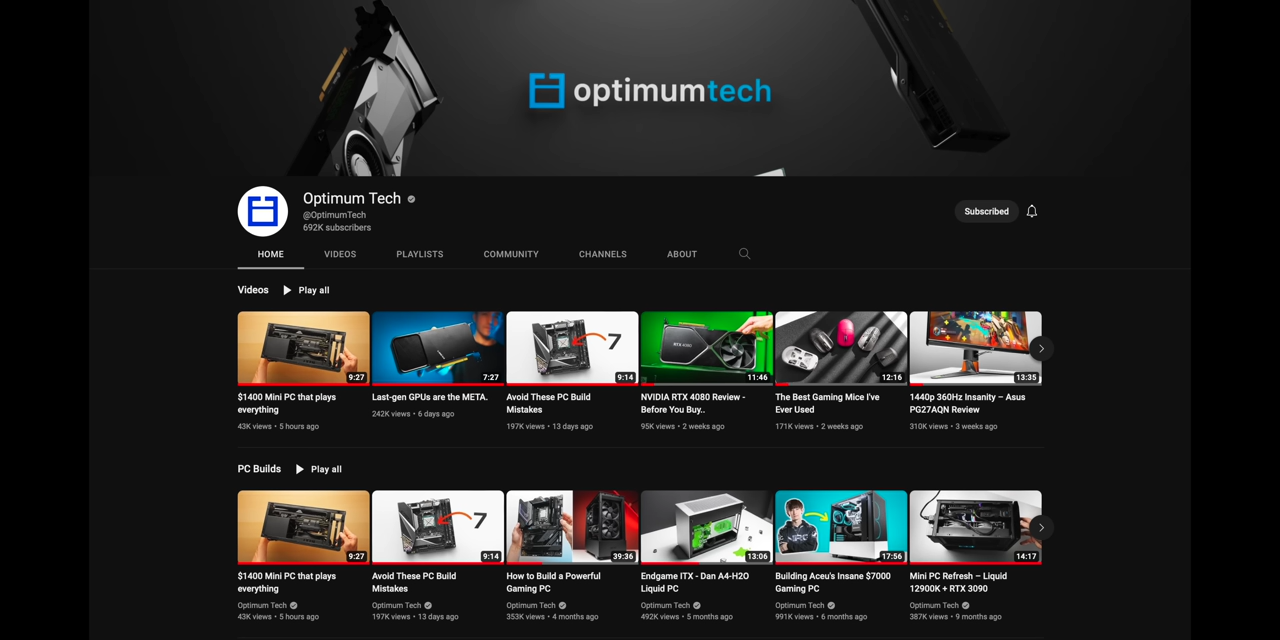 optimumtech
Optimum Tech
@OptimumTech
692K subscribers
Subscribed
HOME
VIDEOS
PLAYLISTS
COMMUNITY
CHANNELS
ABOUT
Videos
Play all
RTX 4080
7
9:27
7:27
9:14
11:46
12:16
13:35
$1400 Mini PC that plays
everything
43K views • 5 hours ago
Last-gen GPUs are the META.
242K views • 6 days ago
Avoid These PC Build
Mistakes
197K views • 13 days ago
NVIDIA RTX 4080 Review -
Before You Buy..
95K views • 2 weeks ago
The Best Gaming Mice I've
Ever Used
171K views • 2 weeks ago
1440p 360Hz Insanity – Asus
PG27AQN Review
310K views • 3 weeks ago
PC Builds
Play all
7
9:27
9:14
39:36
13:06
17:56
14:17
$1400 Mini PC that plays
everything
Optimum Tech
43K views • 5 hours ago
Avoid These PC Build
Mistakes
Optimum Tech
197K views • 13 days ago
How to Build a Powerful
Gaming PC
Optimum Tech
353K views • 4 months ago
Endgame ITX - Dan A4-H2O
Liquid PC
Optimum Tech
492K views • 5 months ago
Building Aceu's Insane $7000
Gaming PC
Optimum Tech
991K views • 6 months ago
Mini PC Refresh – Liquid
12900K + RTX 3090
Optimum Tech
387K views • 9 months ago